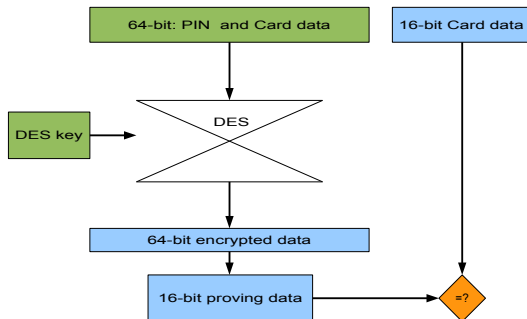 64-bit: PIN and Card data
16-bit Card data
DES
DES key
64-bit encrypted data
16-bit proving data
=?